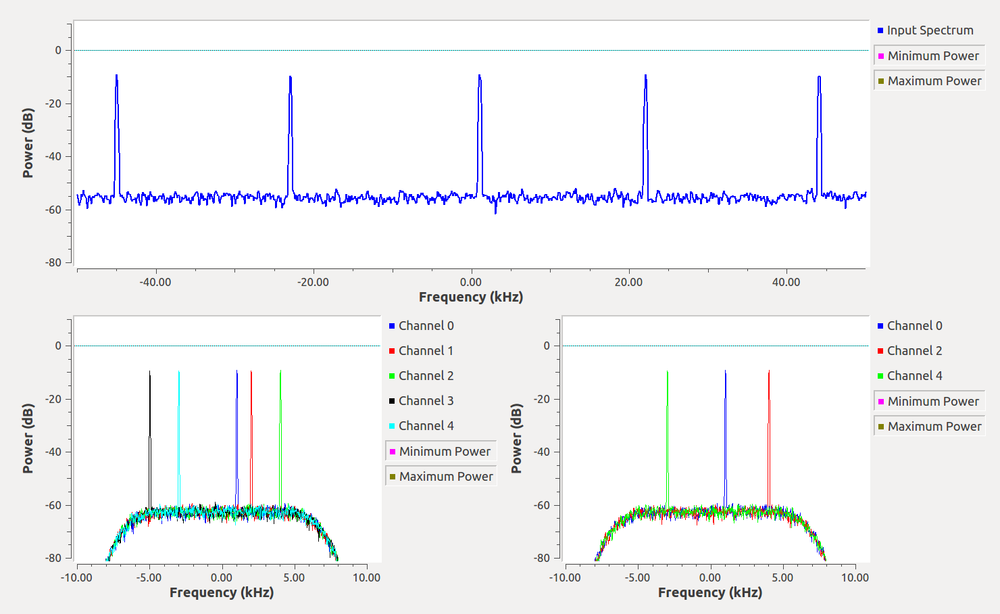 0
-20
-40
-60
-80
Power (dB)
-40.00 -20.00 0.00 20.00 40.00
Frequency (kHz)
Input Spectrum
Minimum Power
Maximum Power
0
-20
-40
-60
-80
Power (dB)
-10.00 -5.00 0.00 5.00 10.00
Frequency (kHz)
Channel 0
Channel 1
Channel 2
Channel 3
Channel 4
Minimum Power
Maximum Power
0
-20
-40
-60
-80
Power (dB)
-10.00 -5.00 0.00 5.00 10.00
Frequency (kHz)
Channel 0
Channel 2
Channel 4
Minimum Power
Maximum Power